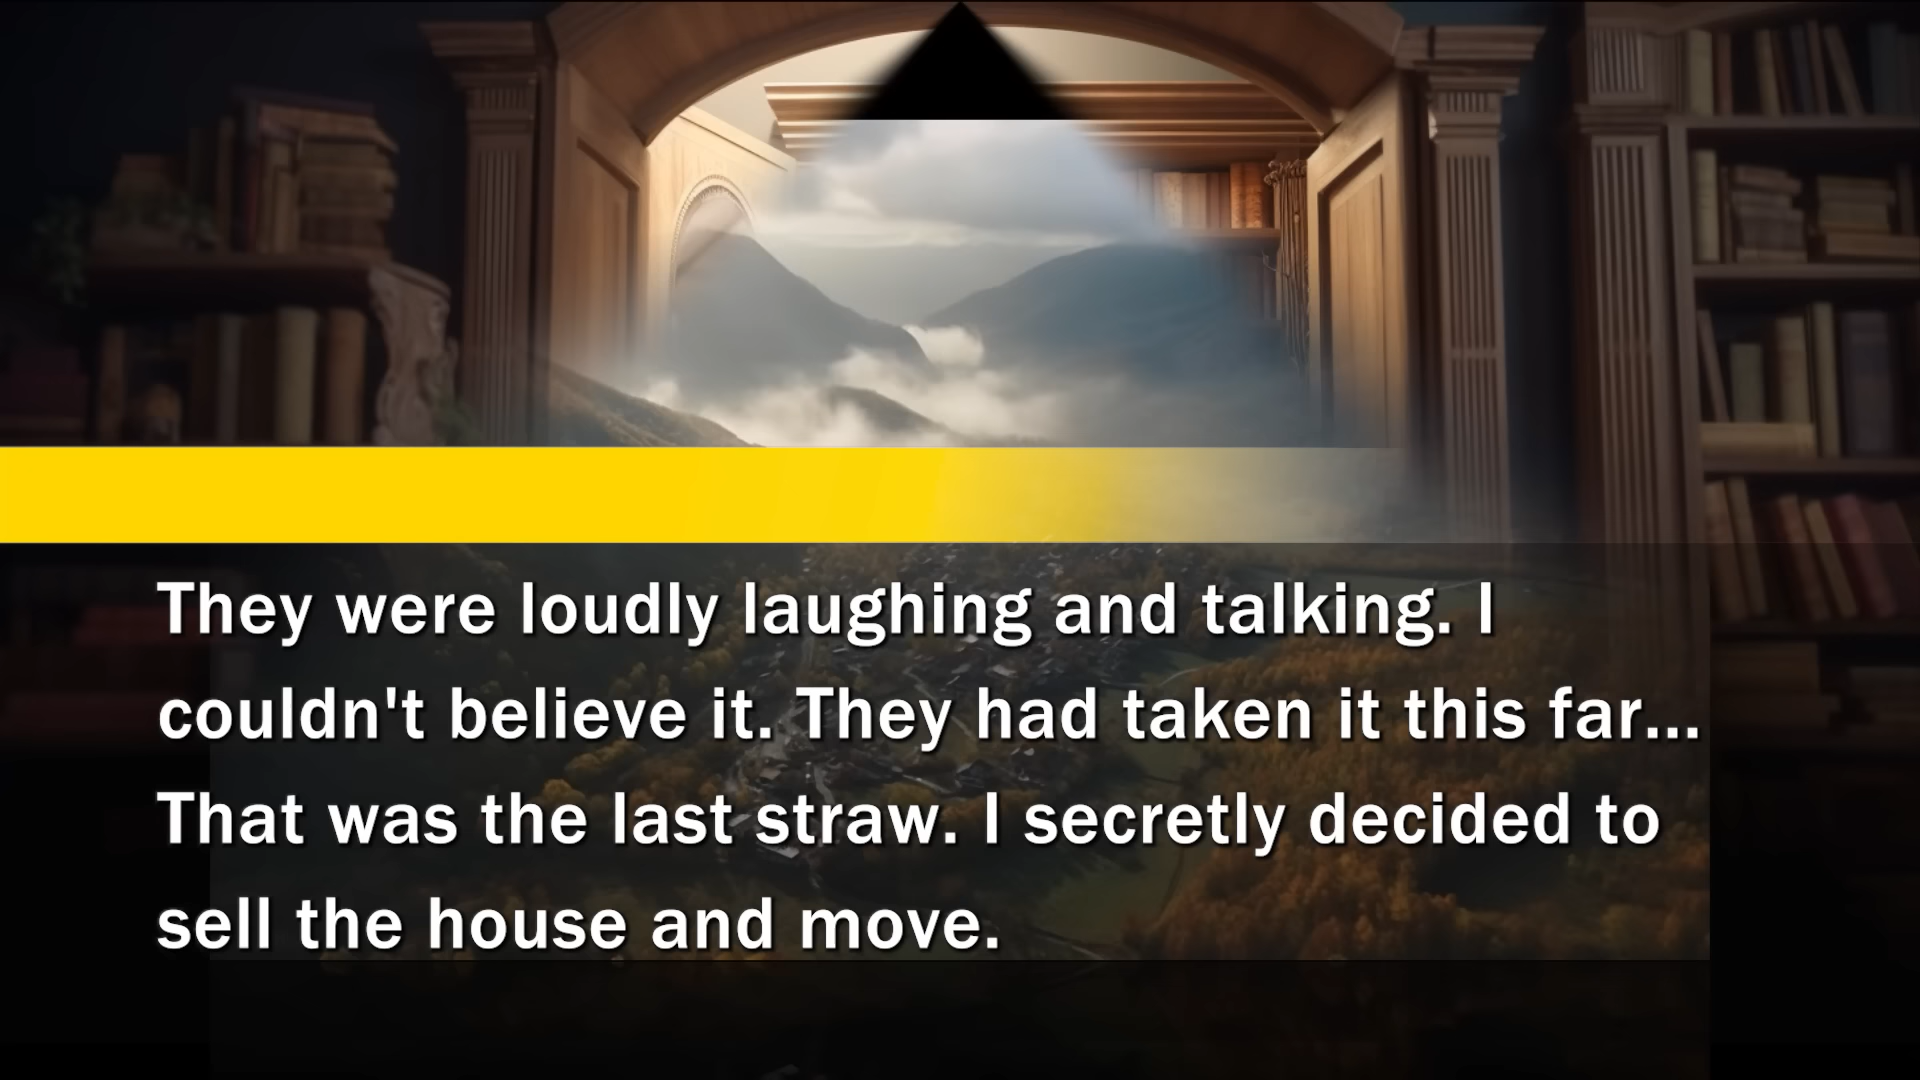 They were loudly laughing and talking. I
couldn't believe it. They had taken it this far...
That was the last straw. I secretly decided to
sell the house and move.